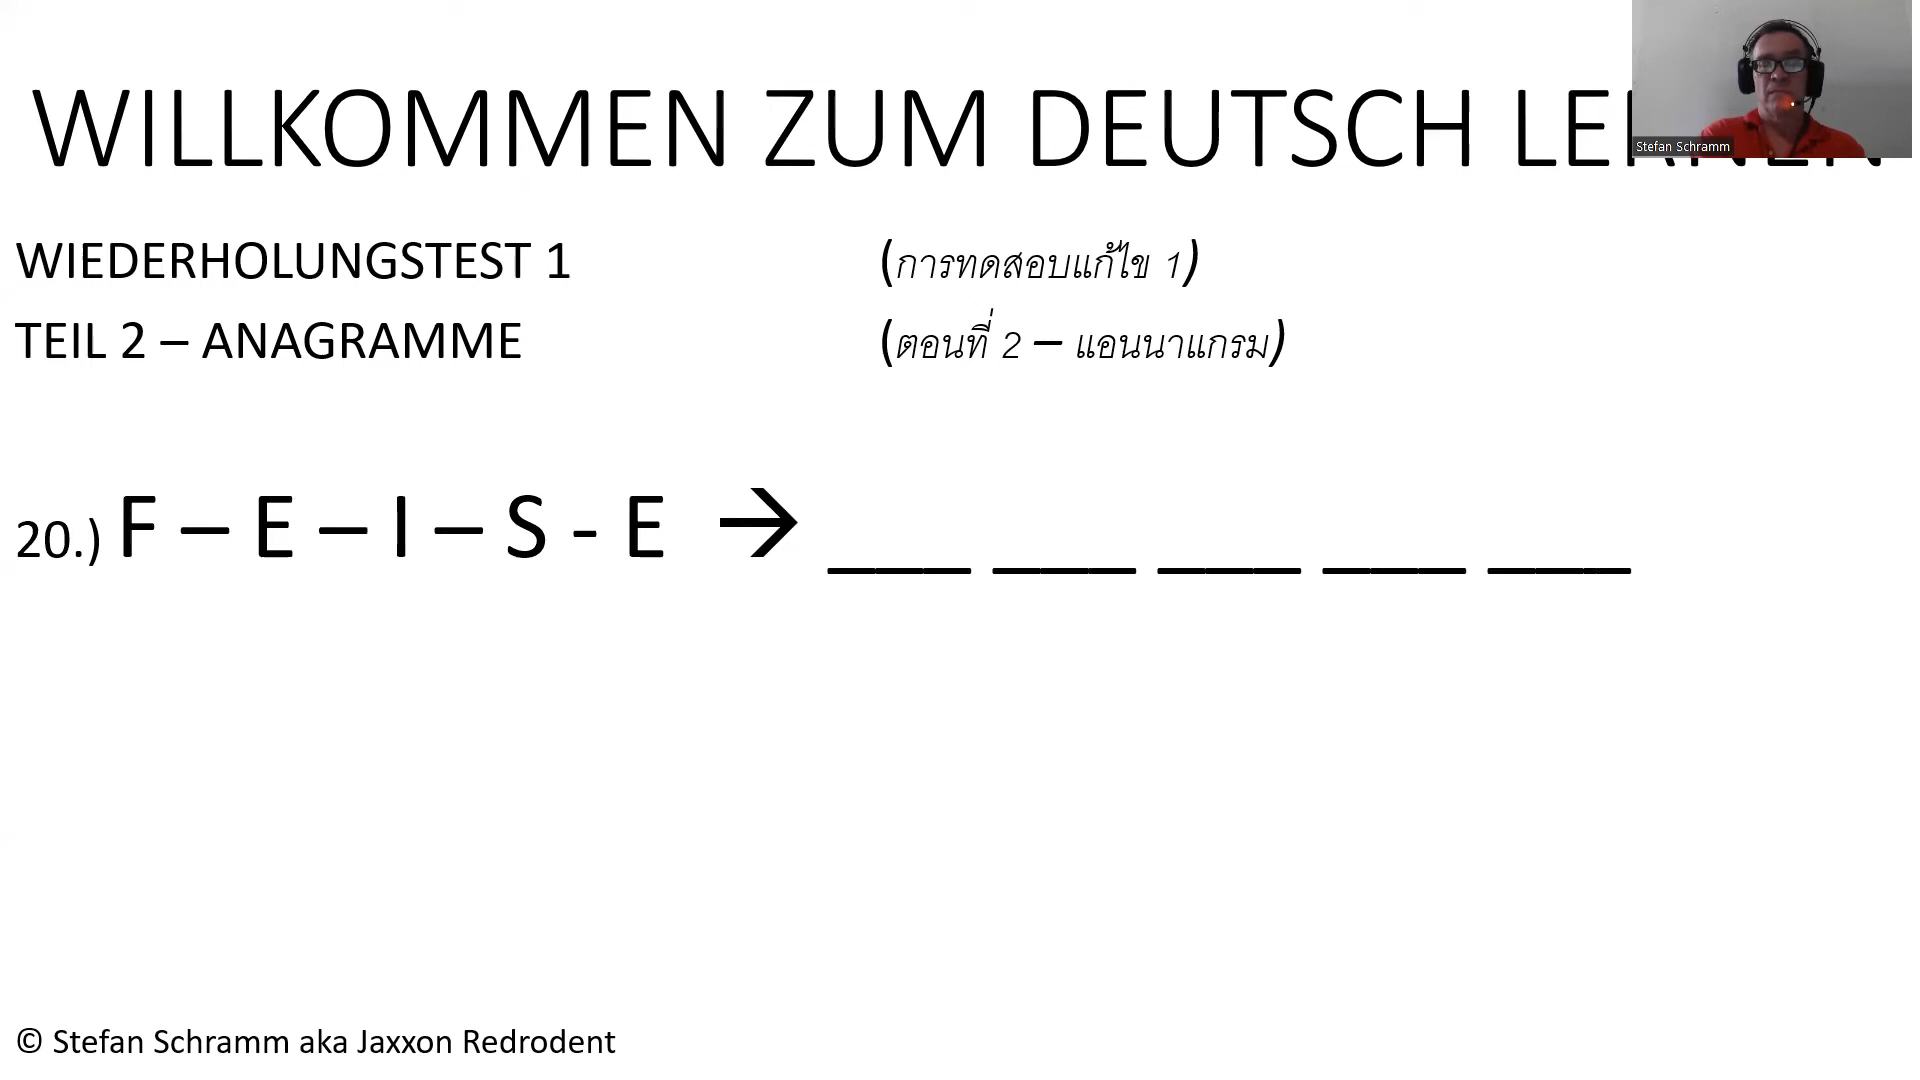 WILLKOMMEN ZUM DEUTSCH
Stefan Schramm
WIEDERHOLUNGSTEST 1 (การทดสอบแก้ไข 1)
TEIL 2 – ANAGRAMME (ตอนที่ 2 – แอนนาแกรม)
20.) F – E – I – S - E → ___ ___ ___ ___ ___
© Stefan Schramm aka Jaxxon Redrodent